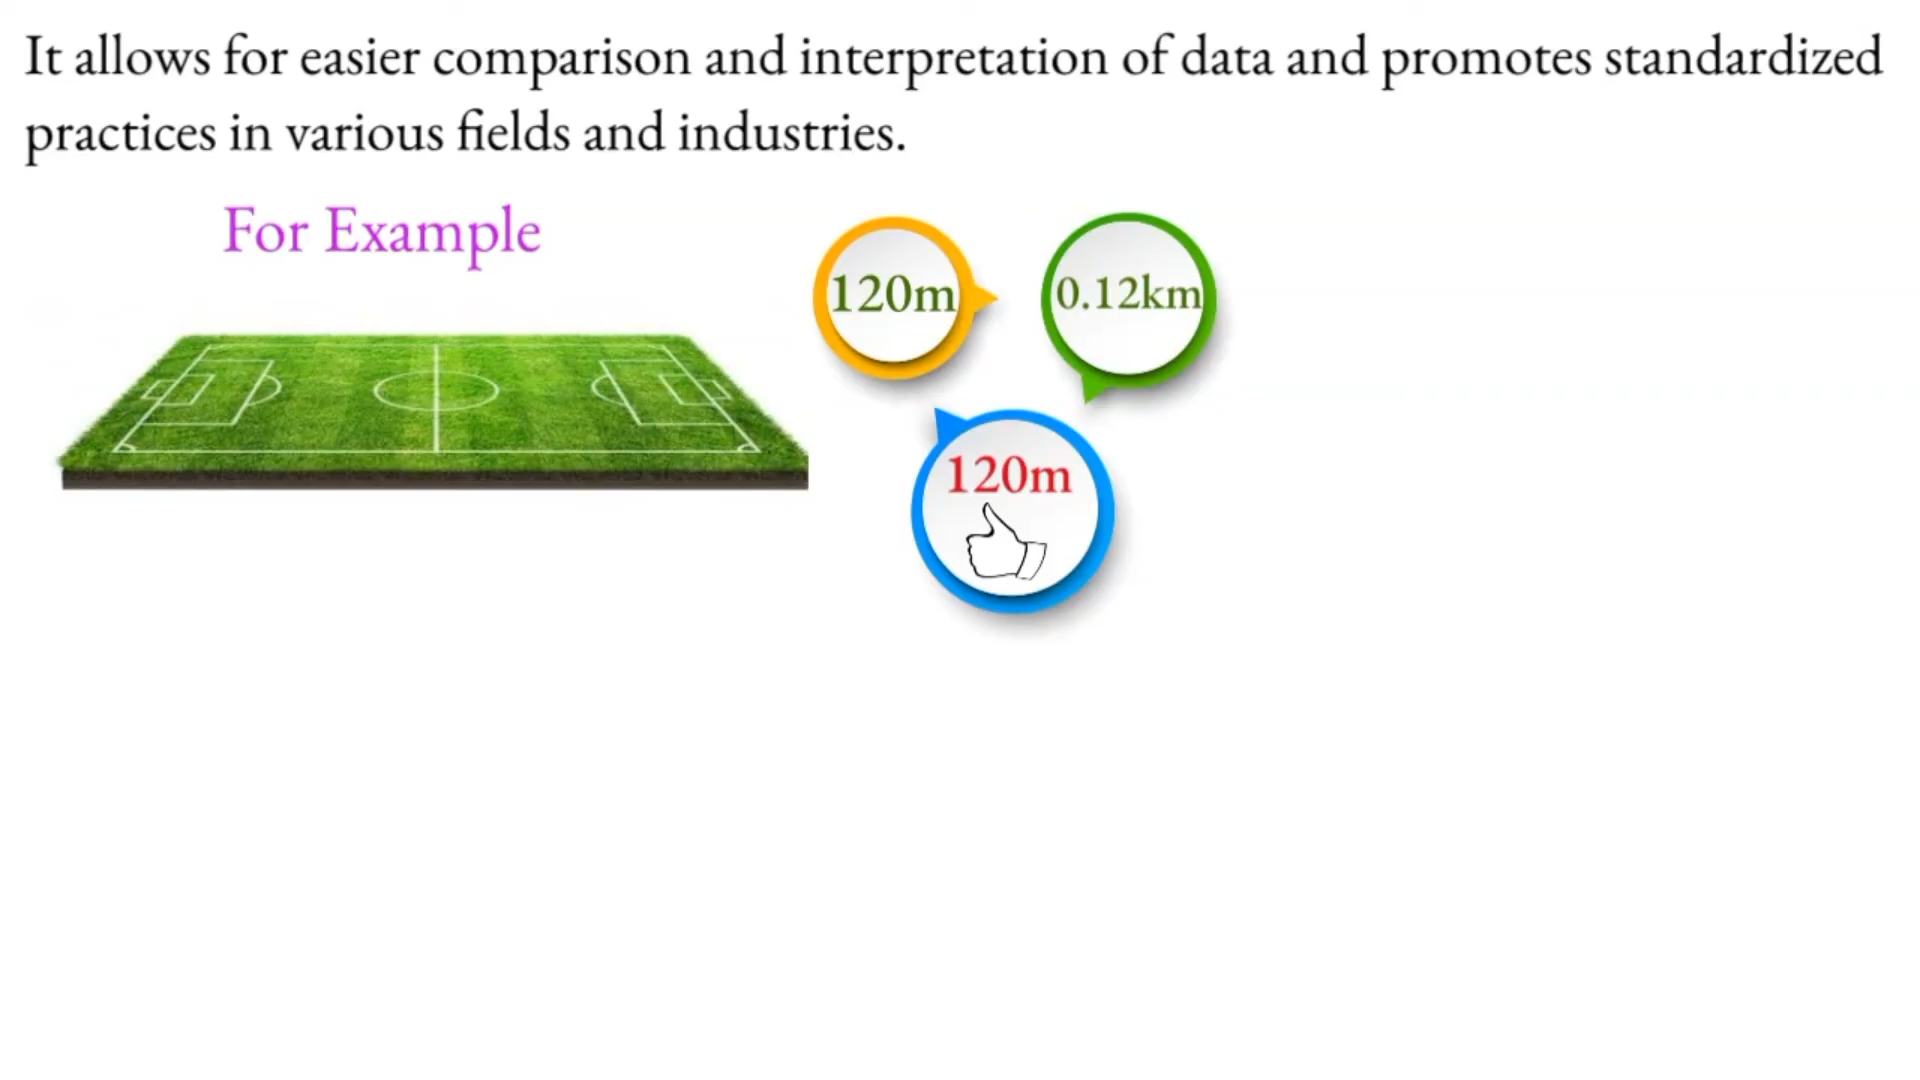 It allows for easier comparison and interpretation of data and promotes standardized
practices in various fields and industries.
For Example
120m
0.12km
120m